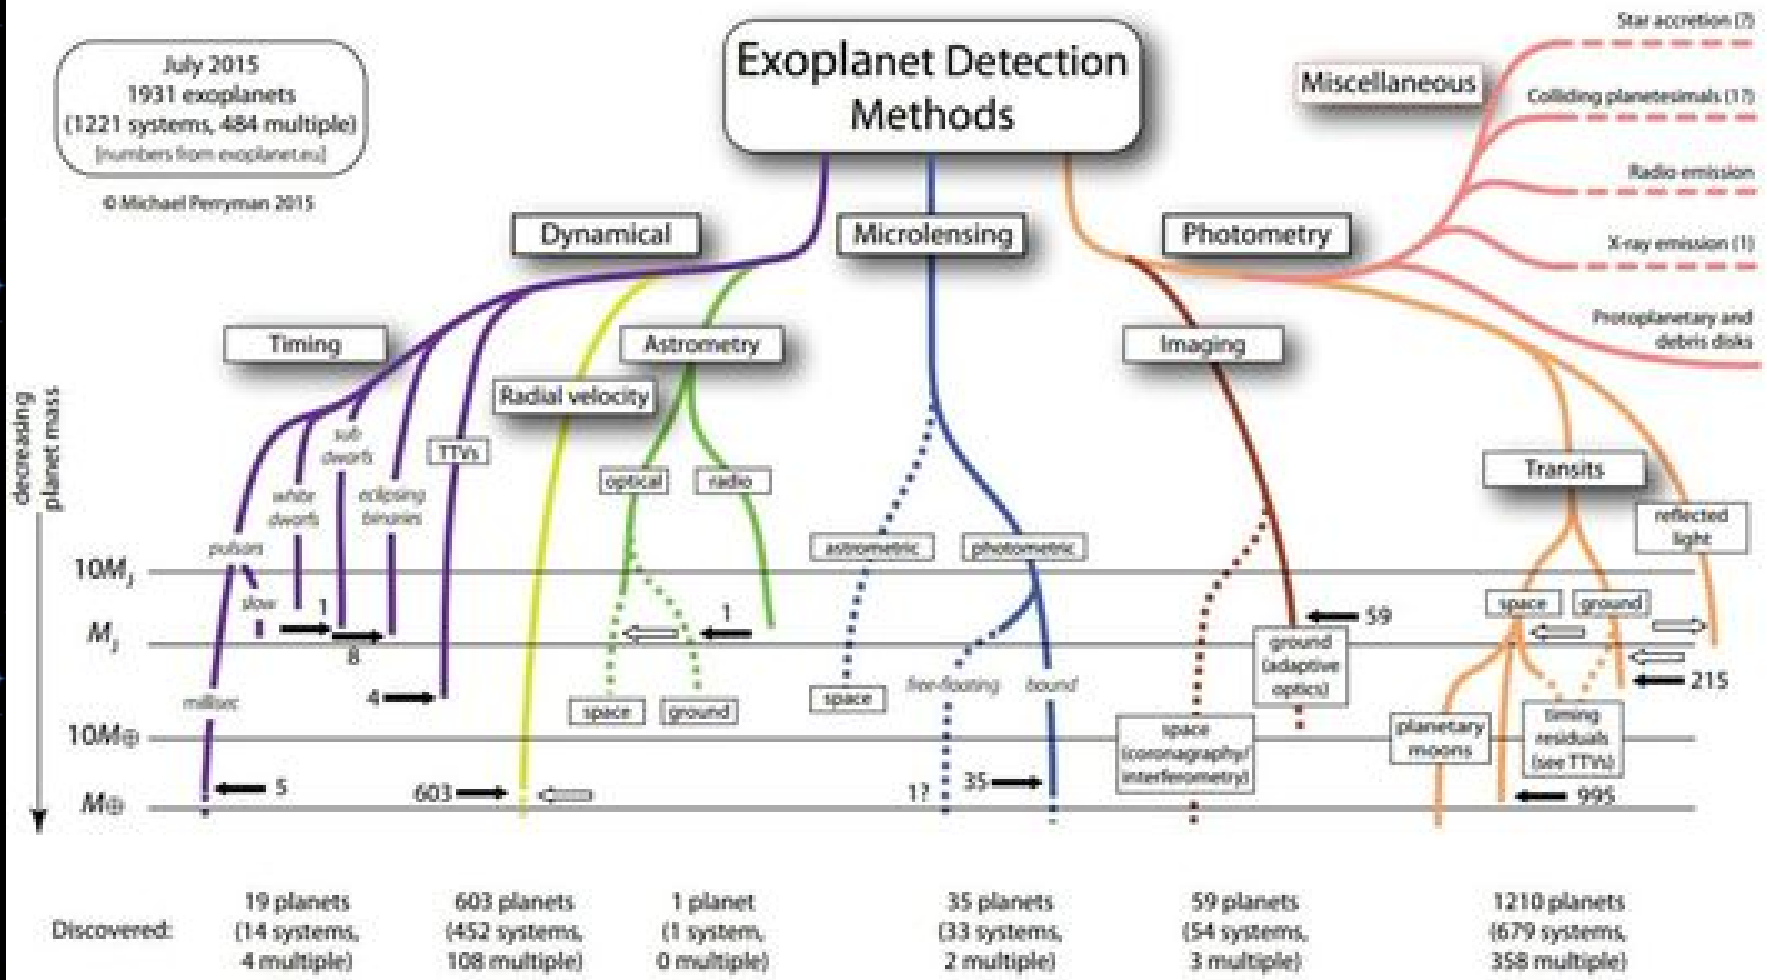 Exoplanet Detection
Methods
July 2015
1931 exoplanets
(1221 systems, 484 multiple)
[numbers from exoplanet.eu]
© Michael Perryman 2015
Miscellaneous
Star accretion (?)
Colliding planetesimals (1?)
Radio emission
X-ray emission (1)
Protoplanetary and
debris disks
Dynamical
Microlensing
Photometry
Timing
Astrometry
Imaging
Radial velocity
decreasing
planet mass
sub
dwarfs
TTVs
white
dwarfs
eclipsing
binaries
pulsars
slow
millisec
optical
radio
astrometric
photometric
Transits
reflected
light
space
ground
10MJ
MJ
10M⊕
M⊕
1
8
4
5
603
1
space
ground
space
free-floating
bound
1?
35
59
ground
(adaptive
optics)
space
(coronagraphy/
interferometry)
planetary
moons
timing
residuals
(see TTVs)
215
995
Discovered:
19 planets
(14 systems,
4 multiple)
603 planets
(452 systems,
108 multiple)
1 planet
(1 system,
0 multiple)
35 planets
(33 systems,
2 multiple)
59 planets
(54 systems,
3 multiple)
1210 planets
(679 systems,
358 multiple)